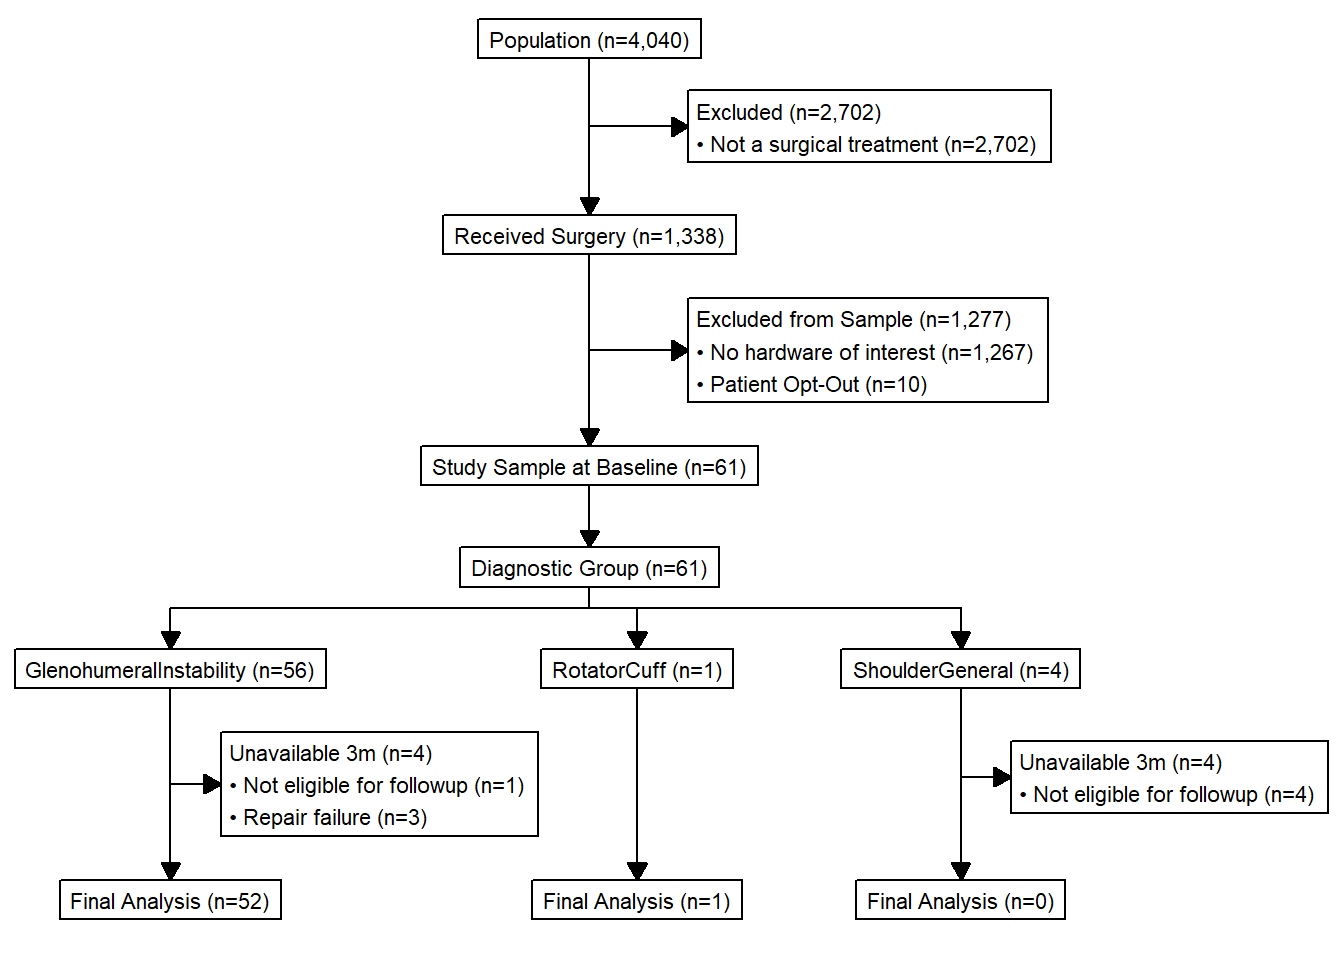 Population (n=4,040)
Excluded (n=2,702)
• Not a surgical treatment (n=2,702)
Received Surgery (n=1,338)
Excluded from Sample (n=1,277)
• No hardware of interest (n=1,267)
• Patient Opt-Out (n=10)
Study Sample at Baseline (n=61)
Diagnostic Group (n=61)
GlenohumeralInstability (n=56)
RotatorCuff (n=1)
ShoulderGeneral (n=4)
Unavailable 3m (n=4)
• Not eligible for followup (n=1)
• Repair failure (n=3)
Unavailable 3m (n=4)
• Not eligible for followup (n=4)
Final Analysis (n=52)
Final Analysis (n=1)
Final Analysis (n=0)